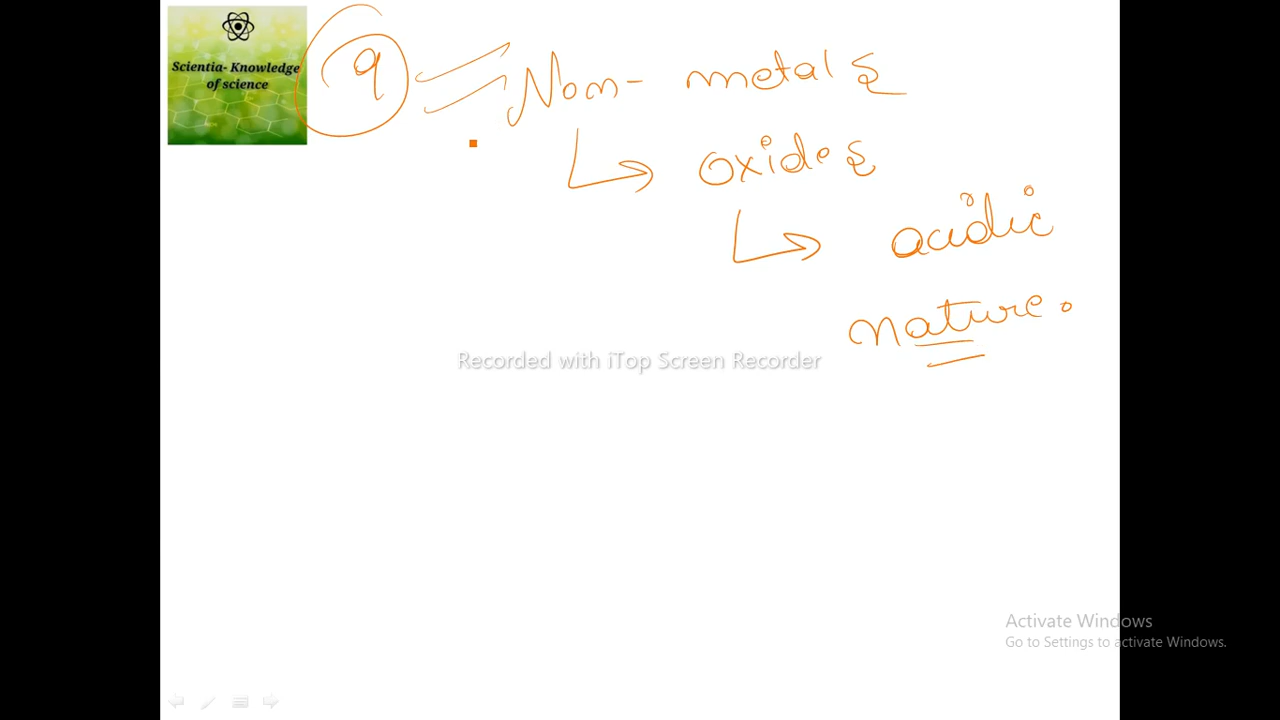 Scientia- Knowledge
of science
9
Non- metals
oxides
acidic
nature.
Recorded with iTop Screen Recorder
Activate Windows
Go to Settings to activate Windows.